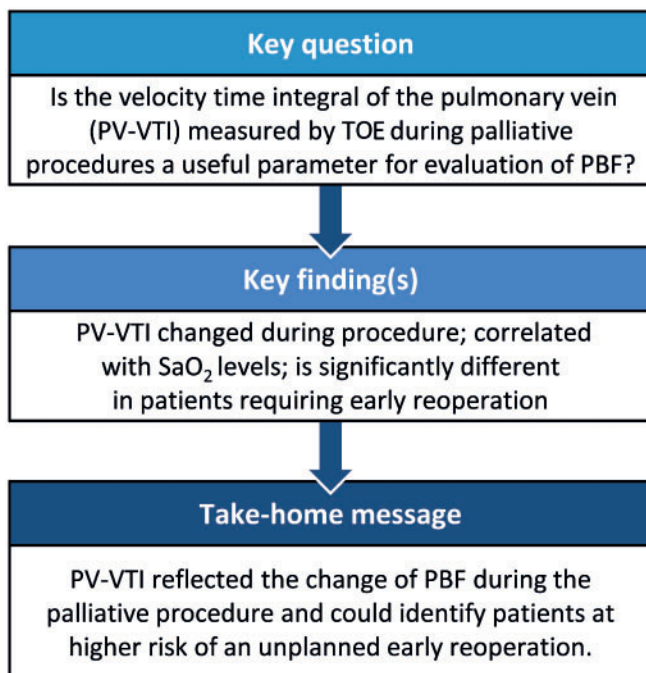 Key question
Is the velocity time integral of the pulmonary vein
(PV-VTI) measured by TOE during palliative
procedures a useful parameter for evaluation of PBF?
Key finding(s)
PV-VTI changed during procedure; correlated
with SaO₂ levels; is significantly different
in patients requiring early reoperation
Take-home message
PV-VTI reflected the change of PBF during the
palliative procedure and could identify patients at
higher risk of an unplanned early reoperation.